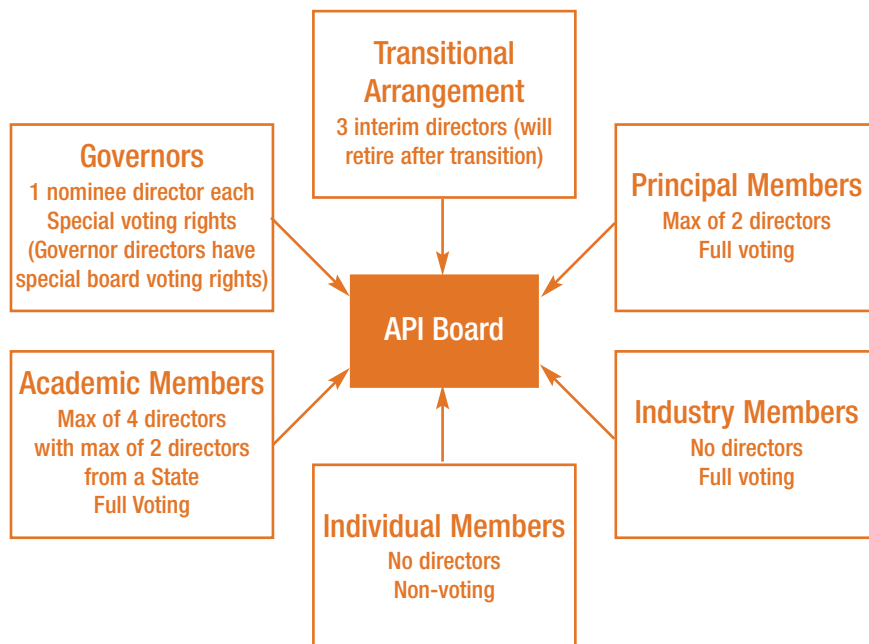 Transitional
Arrangement
3 interim directors (will
retire after transition)
Governors
1 nominee director each
Special voting rights
(Governor directors have
special board voting rights)
Principal Members
Max of 2 directors
Full voting
API Board
Academic Members
Max of 4 directors
with max of 2 directors
from a State
Full Voting
Industry Members
No directors
Full voting
Individual Members
No directors
Non-voting